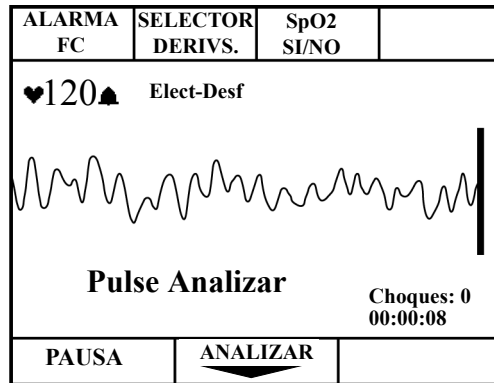 ALARMA SELECTOR SpO2
FC DERIVS. SI/NO
120 Elect-Desf
Pulse Analizar
Choques: 0
00:00:08
PAUSA ANALIZAR